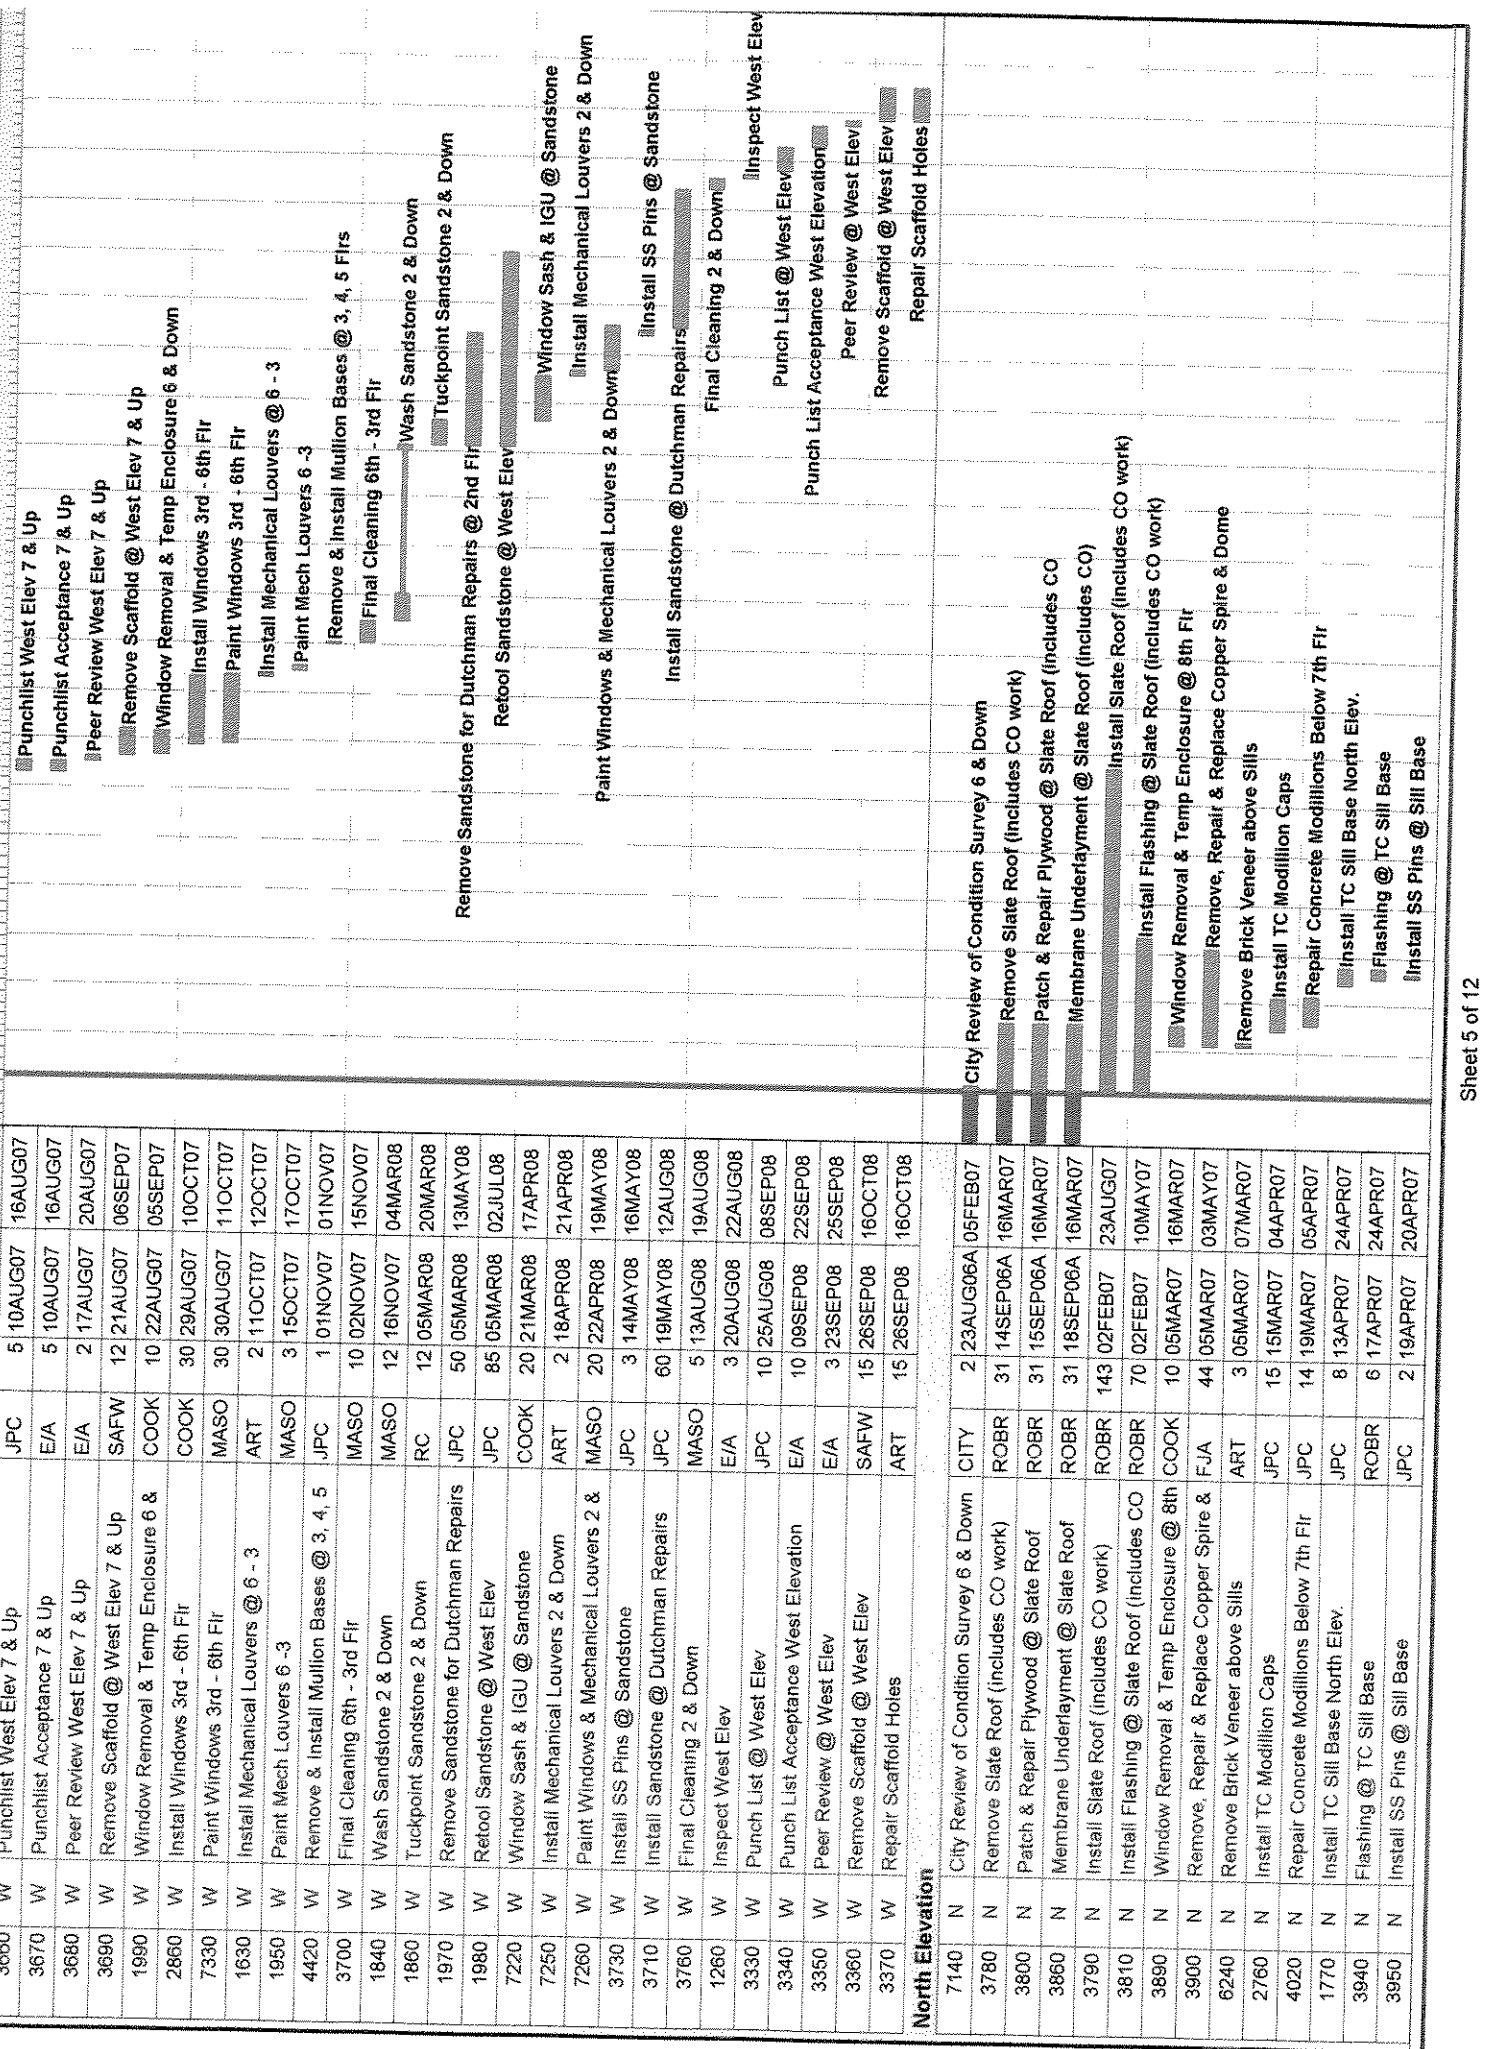 W Punchlist West Elev 7 & Up JPC 5 10AUG07 16AUG07 Punchlist West Elev 7 & Up
3670 W Punchlist Acceptance 7 & Up E/A 5 10AUG07 16AUG07 Punchlist Acceptance 7 & Up
3680 W Peer Review West Elev 7 & Up E/A 2 17AUG07 20AUG07 Peer Review West Elev 7 & Up
3690 W Remove Scaffold @ West Elev 7 & Up SAFW 12 21AUG07 06SEP07 Remove Scaffold @ West Elev 7 & Up
1990 W Window Removal & Temp Enclosure 6 & COOK 10 22AUG07 05SEP07 Window Removal & Temp Enclosure 6 & Down
2860 W Install Windows 3rd - 6th Flr COOK 30 29AUG07 10OCT07 Install Windows 3rd - 6th Flr
7330 W Paint Windows 3rd - 6th Flr MASO 30 30AUG07 11OCT07 Paint Windows 3rd - 6th Flr
1630 W Install Mechanical Louvers @ 6 - 3 ART 2 11OCT07 12OCT07 Install Mechanical Louvers @ 6 - 3
1950 W Paint Mech Louvers 6 -3 MASO 3 15OCT07 17OCT07 Paint Mech Louvers 6 -3
4420 W Remove & Install Mullion Bases @ 3, 4, 5 JPC 1 01NOV07 01NOV07 Remove & Install Mullion Bases @ 3, 4, 5 Flrs
3700 W Final Cleaning 6th - 3rd Flr MASO 10 02NOV07 15NOV07 Final Cleaning 6th - 3rd Flr
1840 W Wash Sandstone 2 & Down MASO 12 16NOV07 04MAR08 Wash Sandstone 2 & Down
1860 W Tuckpoint Sandstone 2 & Down RC 12 05MAR08 20MAR08 Tuckpoint Sandstone 2 & Down
1970 W Remove Sandstone for Dutchman Repairs JPC 50 05MAR08 13MAY08 Remove Sandstone for Dutchman Repairs @ 2nd Flr
1980 W Retool Sandstone @ West Elev JPC 85 05MAR08 02JUL08 Retool Sandstone @ West Elev
7220 W Window Sash & IGU @ Sandstone COOK 20 21MAR08 17APR08 Window Sash & IGU @ Sandstone
7250 W Install Mechanical Louvers 2 & Down ART 2 18APR08 21APR08 Install Mechanical Louvers 2 & Down
7260 W Paint Windows & Mechanical Louvers 2 & MASO 20 22APR08 19MAY08 Paint Windows & Mechanical Louvers 2 & Down
3730 W Install SS Pins @ Sandstone JPC 3 14MAY08 16MAY08 Install SS Pins @ Sandstone
3710 W Install Sandstone @ Dutchman Repairs JPC 60 19MAY08 12AUG08 Install Sandstone @ Dutchman Repairs
3760 W Final Cleaning 2 & Down MASO 5 13AUG08 19AUG08 Final Cleaning 2 & Down
1260 W Inspect West Elev E/A 3 20AUG08 22AUG08 Inspect West Elev
3330 W Punch List @ West Elev JPC 10 25AUG08 08SEP08 Punch List @ West Elev
3340 W Punch List Acceptance West Elevation E/A 10 09SEP08 22SEP08 Punch List Acceptance West Elevation
3350 W Peer Review @ West Elev E/A 3 23SEP08 25SEP08 Peer Review @ West Elev
3360 W Remove Scaffold @ West Elev SAFW 15 26SEP08 16OCT08 Remove Scaffold @ West Elev
3370 W Repair Scaffold Holes ART 15 26SEP08 16OCT08 Repair Scaffold Holes
North Elevation
7140 N City Review of Condition Survey 6 & Down CITY 2 23AUG06A 05FEB07 City Review of Condition Survey 6 & Down
3780 N Remove Slate Roof (includes CO work) ROBR 31 14SEP06A 16MAR07 Remove Slate Roof (includes CO work)
3800 N Patch & Repair Plywood @ Slate Roof ROBR 31 15SEP06A 16MAR07 Patch & Repair Plywood @ Slate Roof (includes CO
3860 N Membrane Underlayment @ Slate Roof ROBR 31 18SEP06A 16MAR07 Membrane Underlayment @ Slate Roof (includes CO)
3790 N Install Slate Roof (includes CO work) ROBR 143 02FEB07 23AUG07 Install Slate Roof (includes CO work)
3810 N Install Flashing @ Slate Roof (includes CO ROBR 70 02FEB07 10MAY07 Install Flashing @ Slate Roof (includes CO work)
3890 N Window Removal & Temp Enclosure @ 8th COOK 10 05MAR07 16MAR07 Window Removal & Temp Enclosure @ 8th Flr
3900 N Remove, Repair & Replace Copper Spire & FJA 44 05MAR07 03MAY07 Remove, Repair & Replace Copper Spire & Dome
6240 N Remove Brick Veneer above Sills ART 3 05MAR07 07MAR07 Remove Brick Veneer above Sills
2760 N Install TC Modillion Caps JPC 15 15MAR07 04APR07 Install TC Modillion Caps
4020 N Repair Concrete Modillions Below 7th Flr JPC 14 19MAR07 05APR07 Repair Concrete Modillions Below 7th Flr
1770 N Install TC Sill Base North Elev. JPC 8 13APR07 24APR07 Install TC Sill Base North Elev.
3940 N Flashing @ TC Sill Base ROBR 6 17APR07 24APR07 Flashing @ TC Sill Base
3950 N Install SS Pins @ Sill Base JPC 2 19APR07 20APR07 Install SS Pins @ Sill Base
Sheet 5 of 12